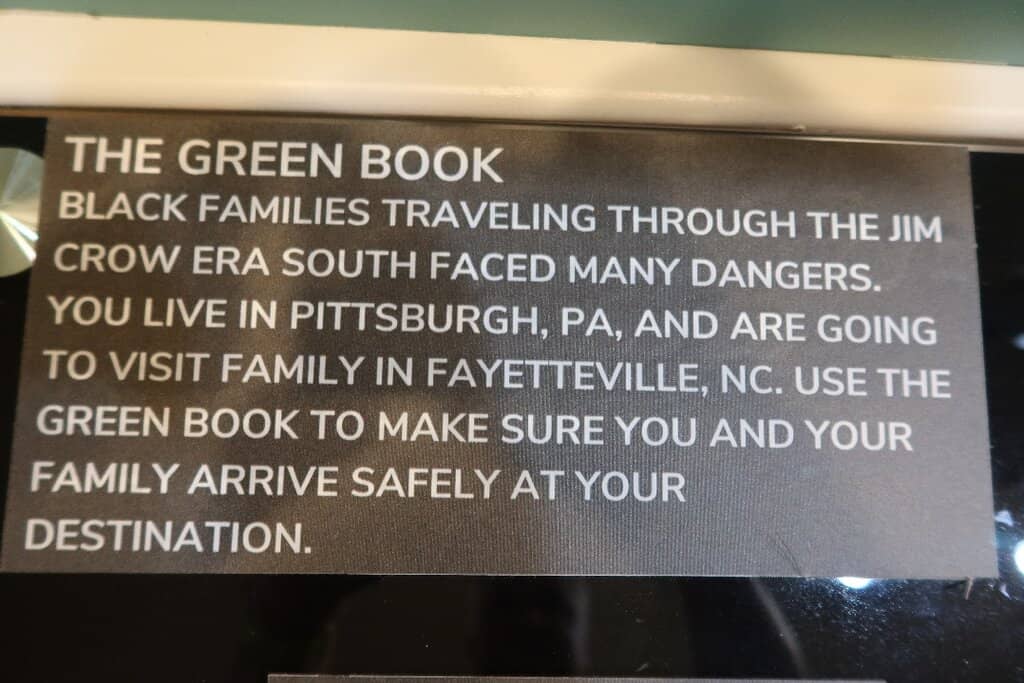 THE GREEN BOOK
BLACK FAMILIES TRAVELING THROUGH THE JIM
CROW ERA SOUTH FACED MANY DANGERS.
YOU LIVE IN PITTSBURGH, PA, AND ARE GOING
TO VISIT FAMILY IN FAYETTEVILLE, NC. USE THE
GREEN BOOK TO MAKE SURE YOU AND YOUR
FAMILY ARRIVE SAFELY AT YOUR
DESTINATION.